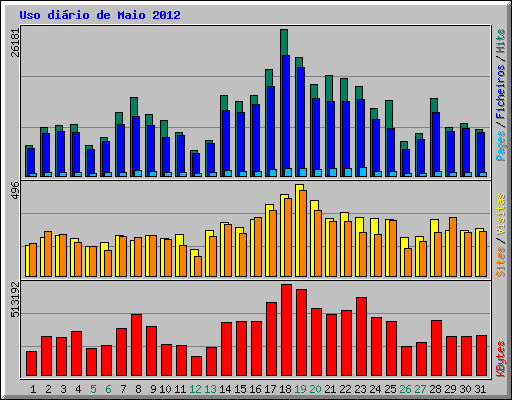 Uso diário de Maio 2012
26181
Pages / Ficheiros / Hits
496
Sites / Visitas
513192
KBytes
1 2 3 4 5 6 7 8 9 10 11 12 13 14 15 16 17 18 19 20 21 22 23 24 25 26 27 28 29 30 31